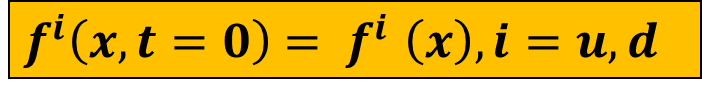 fⁱ(x, t = 0) = fⁱ (x), i = u, d